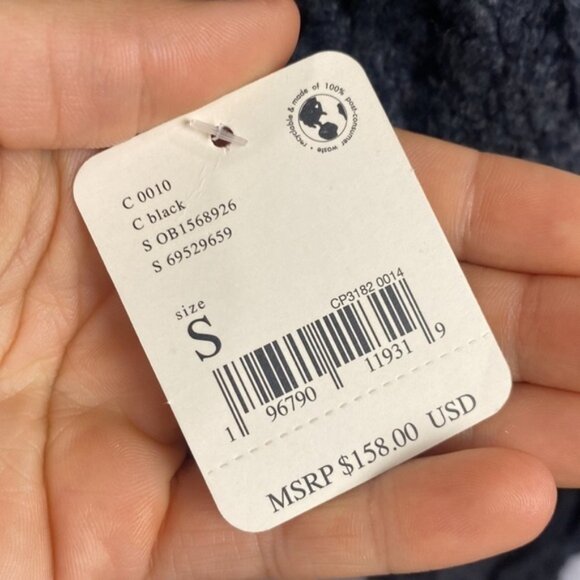 recyclable & made of 100% post-consumer waste •
C 0010
C black
S OB1568926
S 69529659
size
S
CP3182 0014
1 96790 11931 9
MSRP $158.00 USD